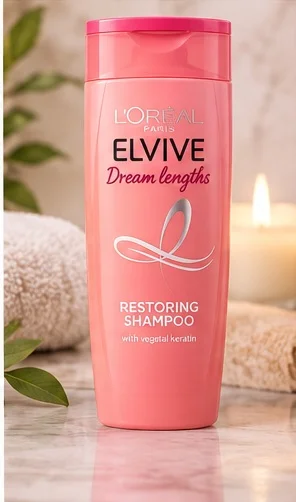 L'ORÉAL
PARIS
ELVIVE
Dream lengths
RESTORING
SHAMPOO
with vegetal keratin